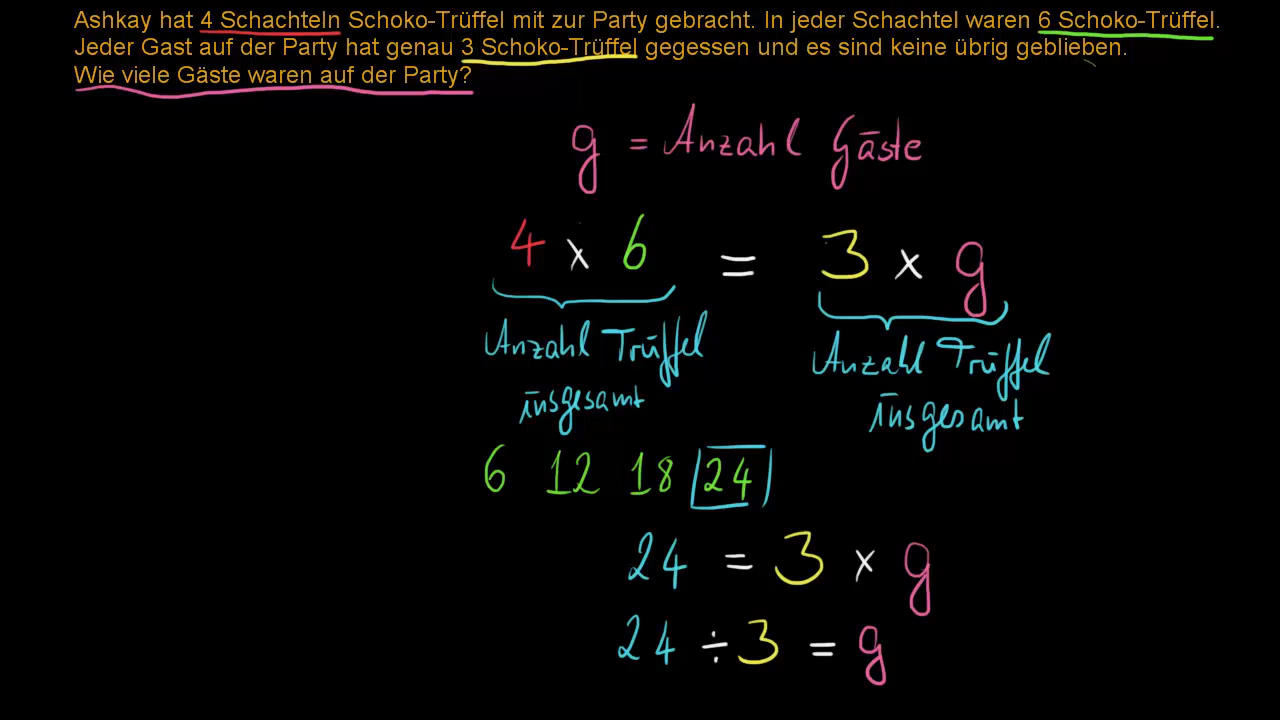 Ashkay hat 4 Schachteln Schoko-Trüffel mit zur Party gebracht. In jeder Schachtel waren 6 Schoko-Trüffel.
Jeder Gast auf der Party hat genau 3 Schoko-Trüffel gegessen und es sind keine übrig geblieben.
Wie viele Gäste waren auf der Party?
g = Anzahl Gäste
4 x 6 = 3 x g
Anzahl Trüffel Anzahl Trüffel
insgesamt insgesamt
6 12 18 24
24 = 3 x g
24 ÷ 3 = g